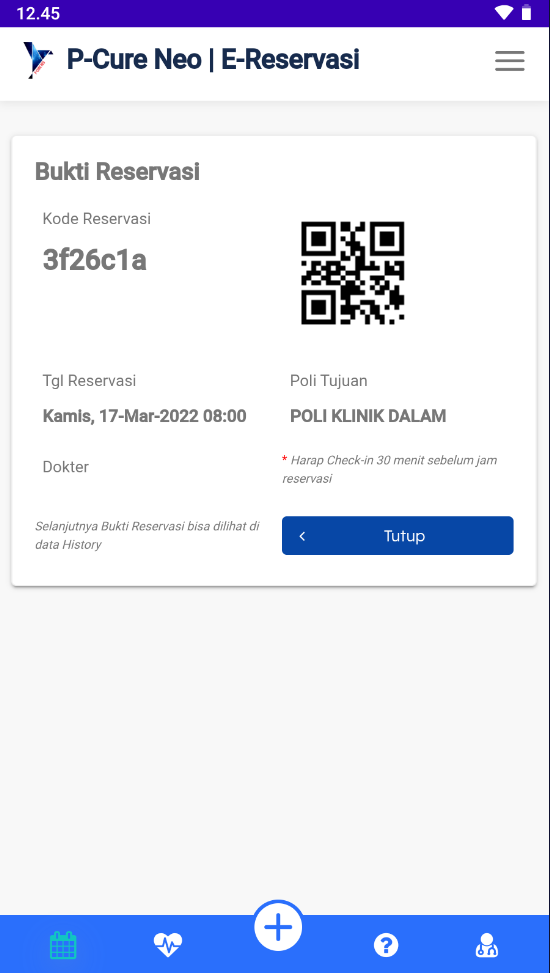 12.45
P-Cure Neo | E-Reservasi
Bukti Reservasi
Kode Reservasi
3f26c1a
Tgl Reservasi
Kamis, 17-Mar-2022 08:00
Poli Tujuan
POLI KLINIK DALAM
Dokter
* Harap Check-in 30 menit sebelum jam
reservasi
Selanjutnya Bukti Reservasi bisa dilihat di
data History
Tutup